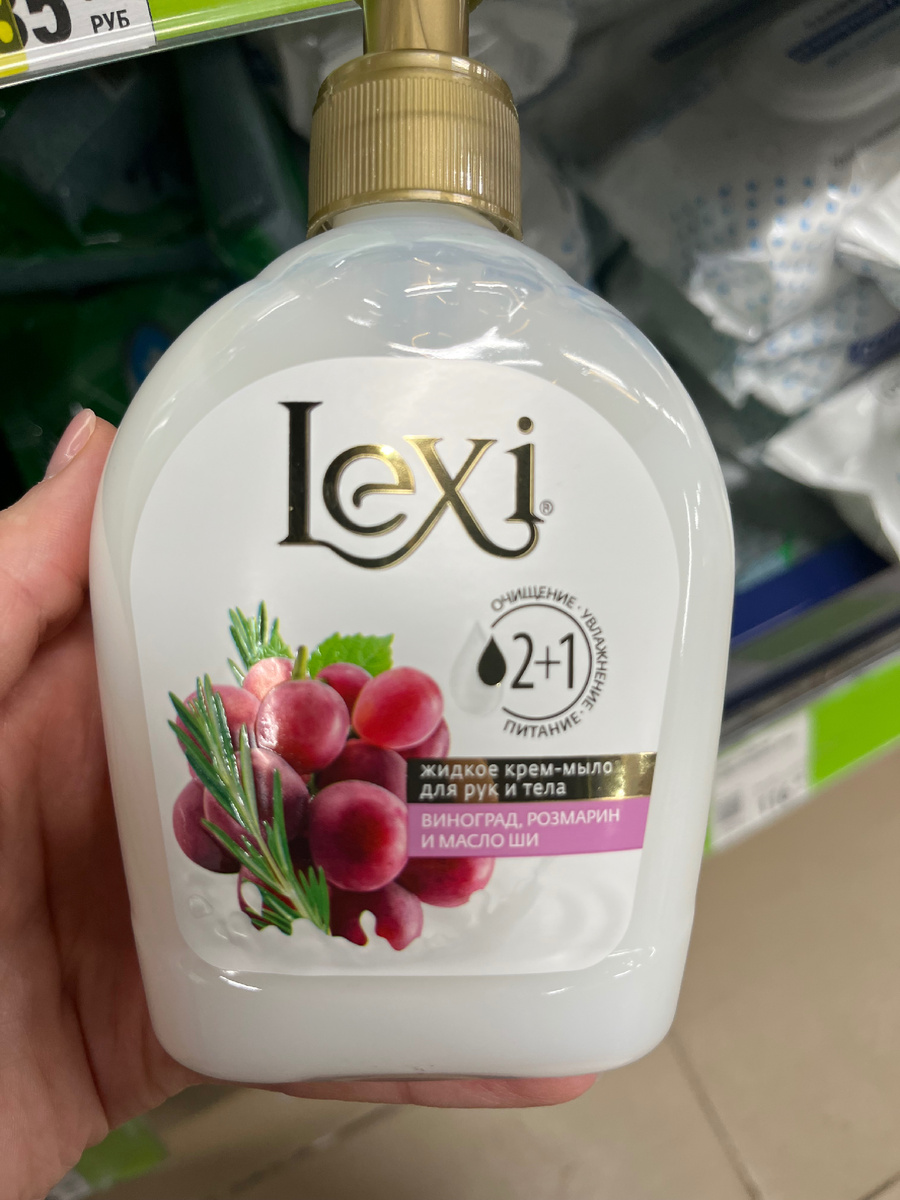 РУБ
Lexi®
ОЧИЩЕНИЕ · УВЛАЖНЕНИЕ · ПИТАНИЕ
2+1
жидкое крем-мыло
для рук и тела
ВИНОГРАД, РОЗМАРИН
И МАСЛО ШИ